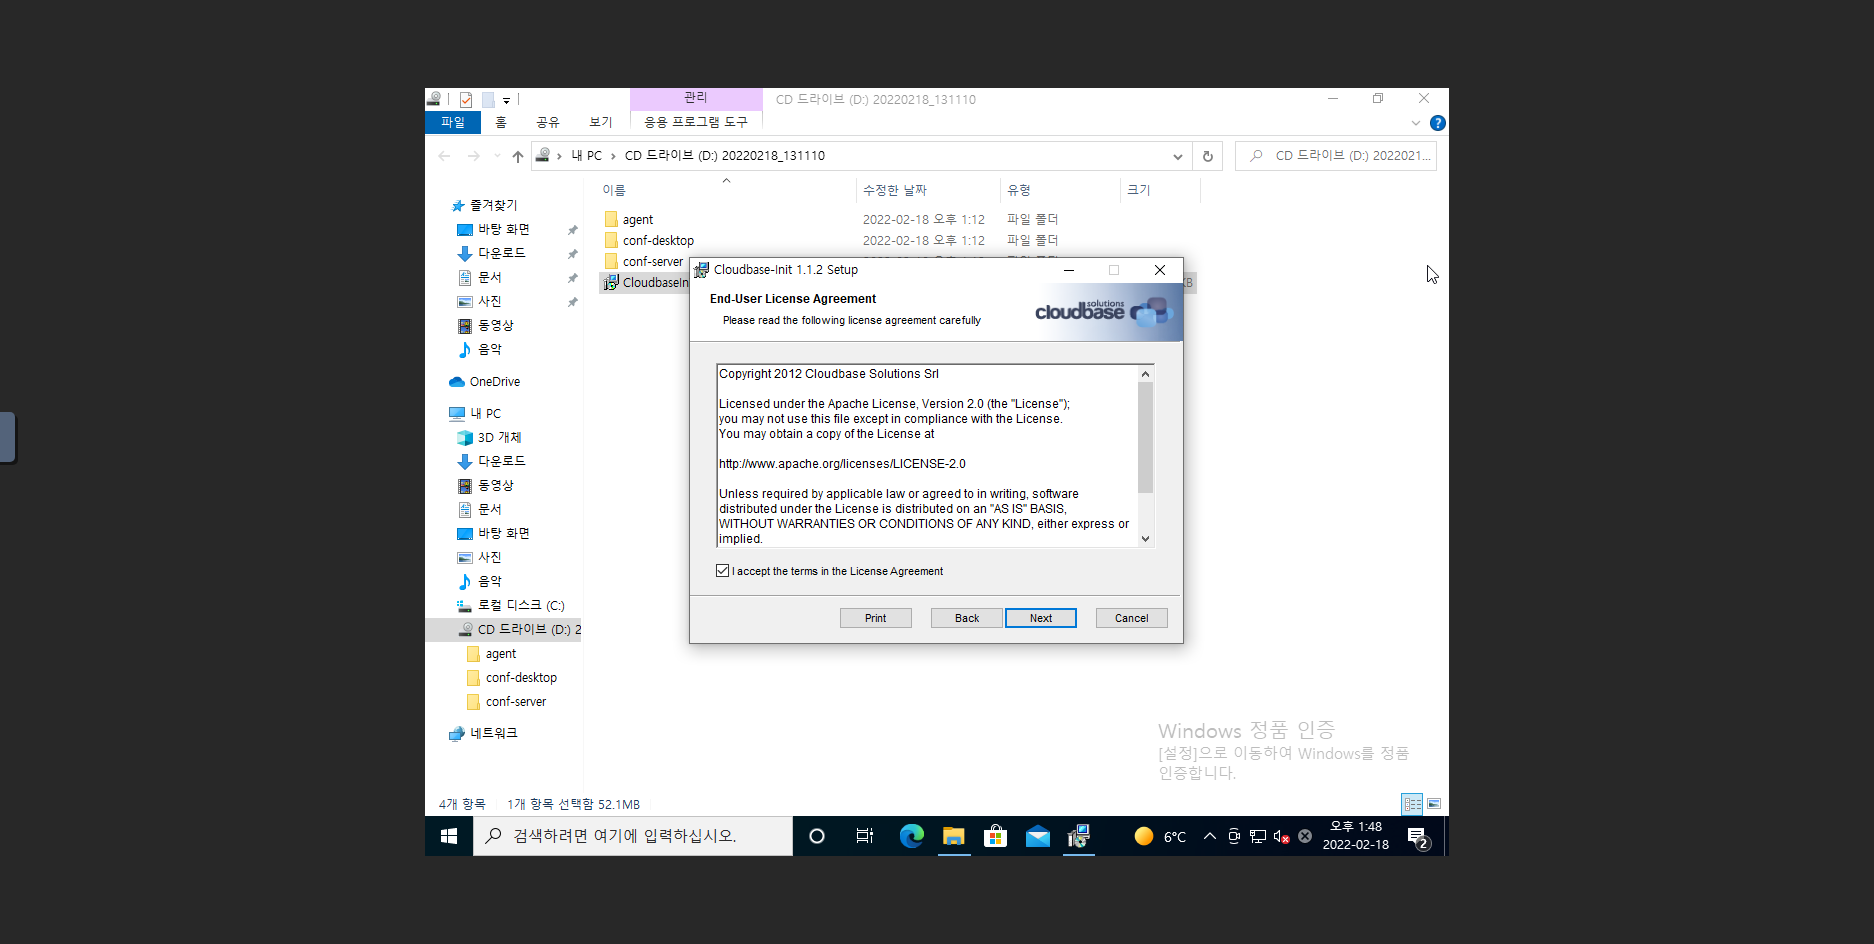 관리
CD 드라이브 (D:) 20220218_131110
파일
홈
공유
보기
응용 프로그램 도구
내 PC
CD 드라이브 (D:) 20220218_131110
CD 드라이브 (D:) 2022021...
이름
수정한 날짜
유형
크기
agent
2022-02-18 오후 1:12
파일 폴더
conf-desktop
2022-02-18 오후 1:12
파일 폴더
conf-server
CloudbaseIn
KB
즐겨찾기
바탕 화면
다운로드
문서
사진
동영상
음악
OneDrive
내 PC
3D 개체
다운로드
동영상
문서
바탕 화면
사진
음악
로컬 디스크 (C:)
CD 드라이브 (D:) 2
agent
conf-desktop
conf-server
네트워크
Cloudbase-Init 1.1.2 Setup
End-User License Agreement
Please read the following license agreement carefully
cloudbase solutions
Copyright 2012 Cloudbase Solutions Srl
Licensed under the Apache License, Version 2.0 (the "License");
you may not use this file except in compliance with the License.
You may obtain a copy of the License at
http://www.apache.org/licenses/LICENSE-2.0
Unless required by applicable law or agreed to in writing, software
distributed under the License is distributed on an "AS IS" BASIS,
WITHOUT WARRANTIES OR CONDITIONS OF ANY KIND, either express or
implied.
I accept the terms in the License Agreement
Print
Back
Next
Cancel
Windows 정품 인증
[설정]으로 이동하여 Windows를 정품
인증합니다.
4개 항목
1개 항목 선택함 52.1MB
검색하려면 여기에 입력하십시오.
6°C
오후 1:48
2022-02-18
2